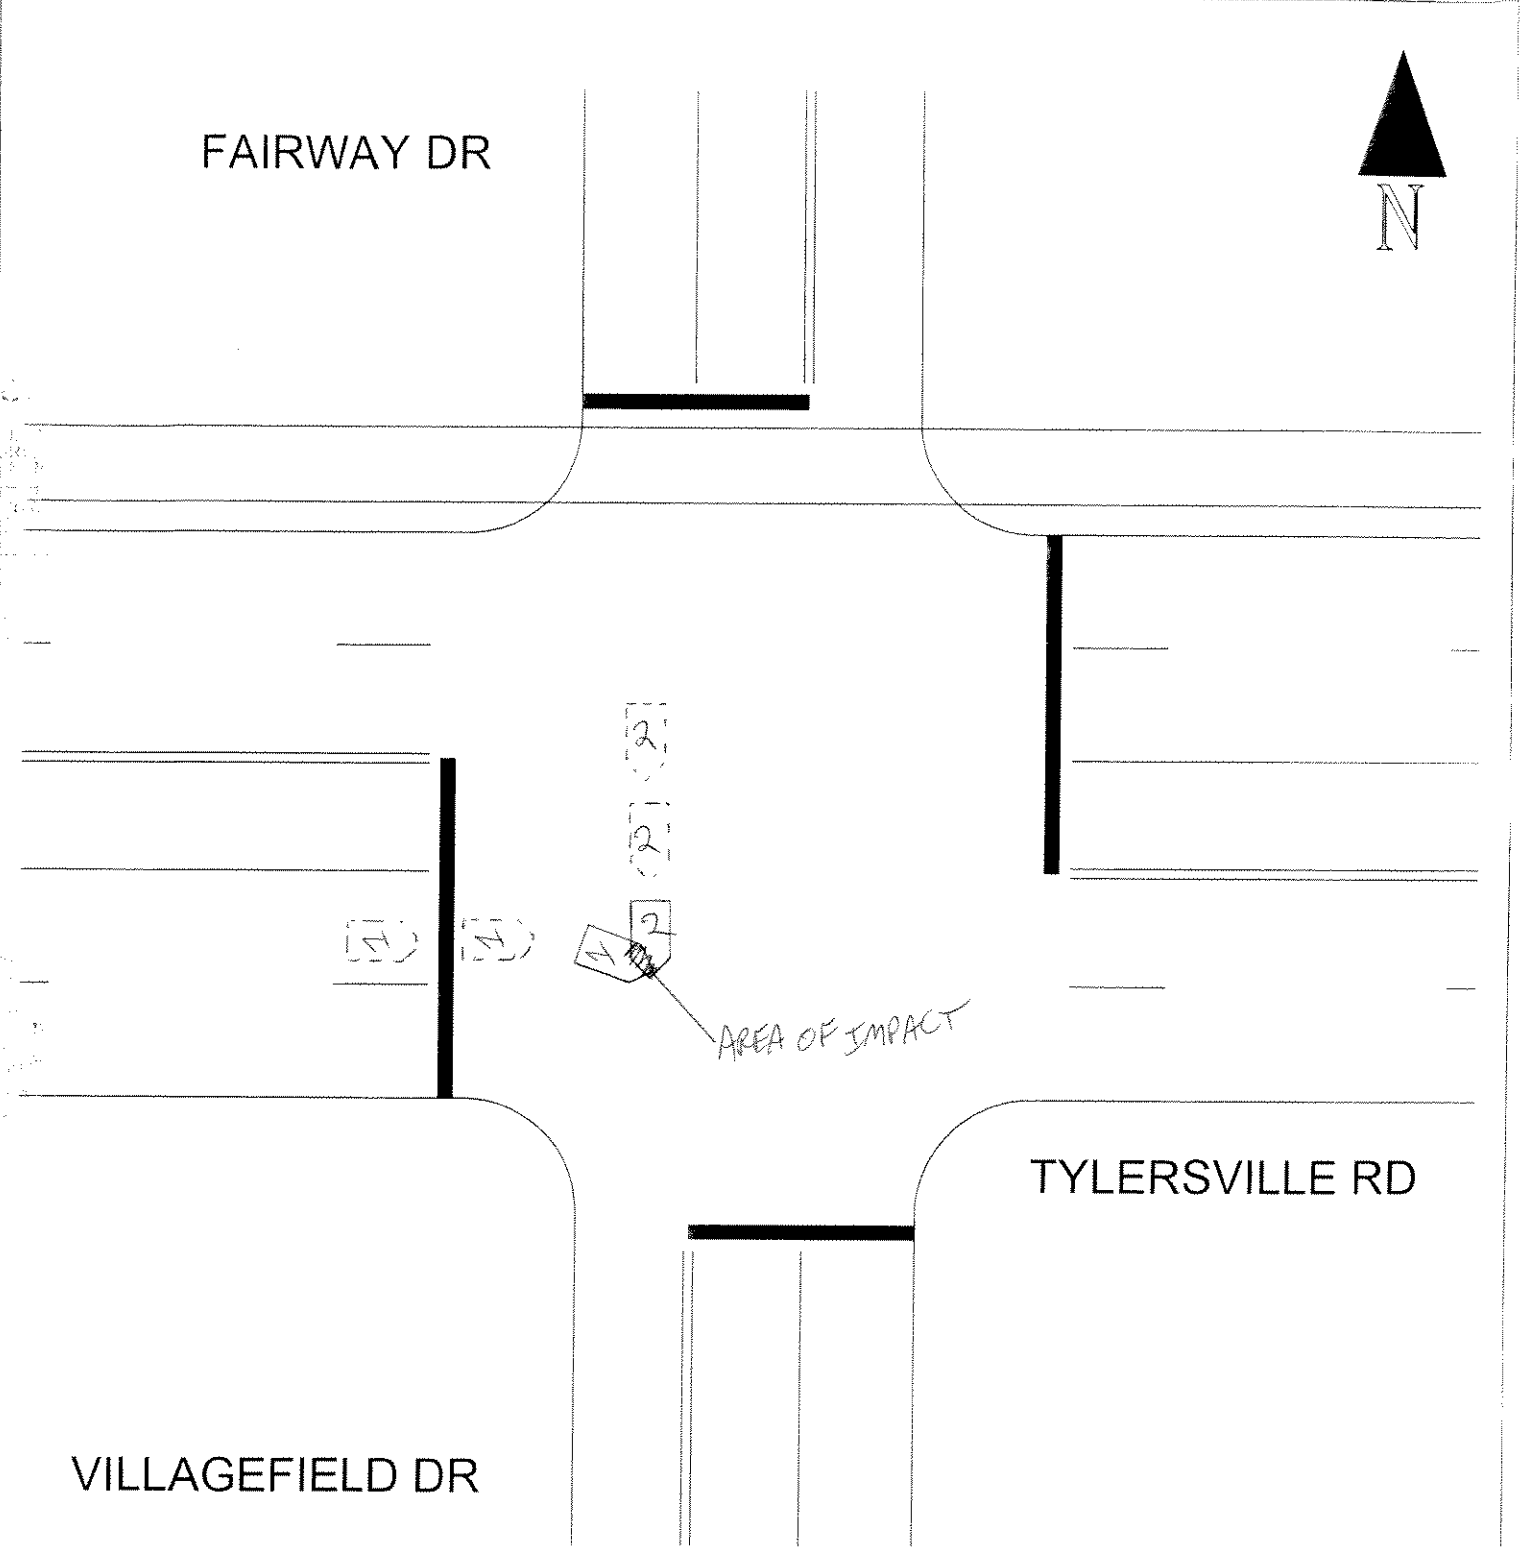 FAIRWAY DR
N
2
2
1 1 1 2
AREA OF IMPACT
TYLERSVILLE RD
VILLAGEFIELD DR